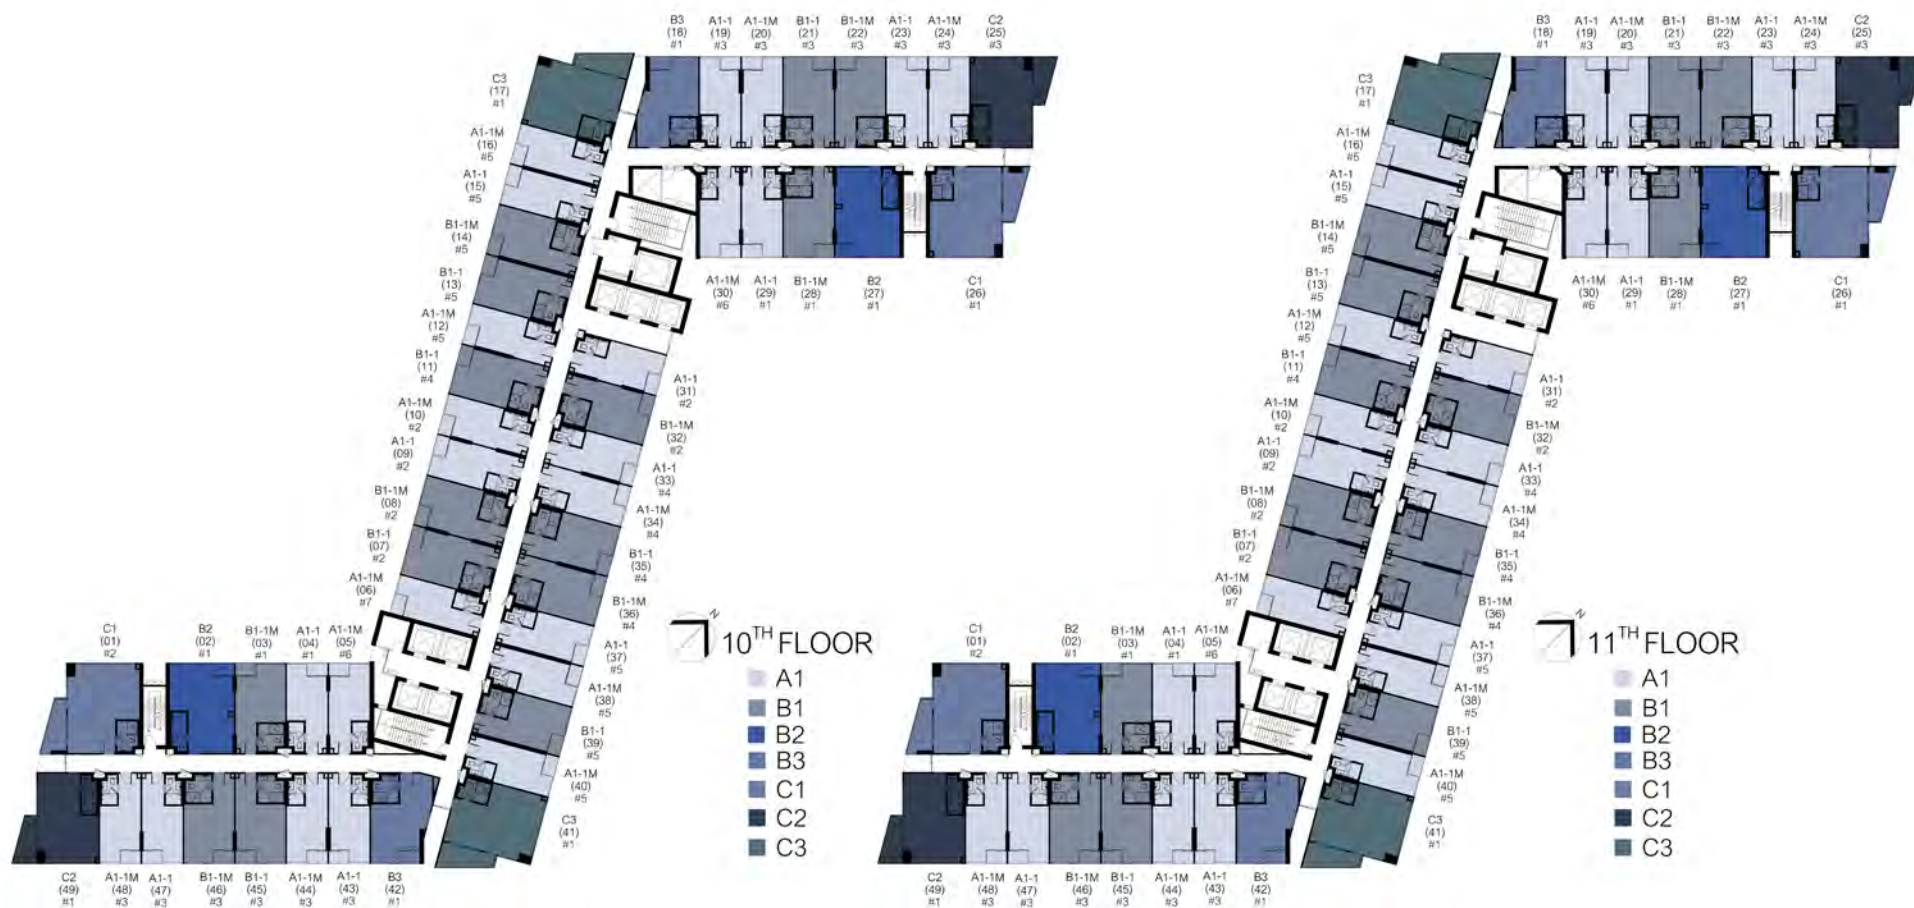 B3
(18)
#1
A1-1
(19)
#3
A1-1M
(20)
#3
B1-1
(21)
#3
B1-1M
(22)
#3
A1-1
(23)
#3
A1-1M
(24)
#3
C2
(25)
#3
C3
(17)
#1
A1-1M
(16)
#5
A1-1
(15)
#5
B1-1M
(14)
#5
B1-1
(13)
#5
A1-1M
(12)
#5
B1-1
(11)
#4
A1-1M
(10)
#2
A1-1
(09)
#2
B1-1M
(08)
#2
B1-1
(07)
#2
A1-1M
(06)
#7
A1-1M
(30)
#6
A1-1
(29)
#1
B1-1M
(28)
#1
B2
(27)
#1
C1
(26)
#1
A1-1
(31)
#2
B1-1M
(32)
#2
A1-1
(33)
#4
A1-1M
(34)
#4
B1-1
(35)
#4
B1-1M
(36)
#4
A1-1
(37)
#5
A1-1M
(38)
#5
B1-1
(39)
#5
A1-1M
(40)
#5
C3
(41)
#1
C1
(01)
#2
B2
(02)
#1
B1-1M
(03)
#1
A1-1
(04)
#1
A1-1M
(05)
#6
C2
(49)
#1
A1-1M
(48)
#3
A1-1
(47)
#3
B1-1M
(46)
#3
B1-1
(45)
#3
A1-1M
(44)
#3
A1-1
(43)
#3
B3
(42)
#1
N
10TH FLOOR
A1
B1
B2
B3
C1
C2
C3
B3
(18)
#1
A1-1
(19)
#3
A1-1M
(20)
#3
B1-1
(21)
#3
B1-1M
(22)
#3
A1-1
(23)
#3
A1-1M
(24)
#3
C2
(25)
#3
C3
(17)
#1
A1-1M
(16)
#5
A1-1
(15)
#5
B1-1M
(14)
#5
B1-1
(13)
#5
A1-1M
(12)
#5
B1-1
(11)
#4
A1-1M
(10)
#2
A1-1
(09)
#2
B1-1M
(08)
#2
B1-1
(07)
#2
A1-1M
(06)
#7
A1-1M
(30)
#6
A1-1
(29)
#1
B1-1M
(28)
#1
B2
(27)
#1
C1
(26)
#1
A1-1
(31)
#2
B1-1M
(32)
#2
A1-1
(33)
#4
A1-1M
(34)
#4
B1-1
(35)
#4
B1-1M
(36)
#4
A1-1
(37)
#5
A1-1M
(38)
#5
B1-1
(39)
#5
A1-1M
(40)
#5
C3
(41)
#1
C1
(01)
#2
B2
(02)
#1
B1-1M
(03)
#1
A1-1
(04)
#1
A1-1M
(05)
#6
C2
(49)
#1
A1-1M
(48)
#3
A1-1
(47)
#3
B1-1M
(46)
#3
B1-1
(45)
#3
A1-1M
(44)
#3
A1-1
(43)
#3
B3
(42)
#1
N
11TH FLOOR
A1
B1
B2
B3
C1
C2
C3